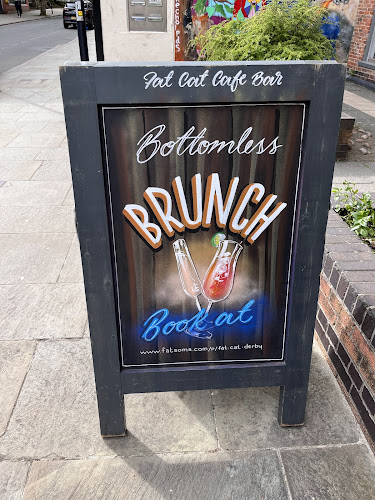 Fat Cat Cafe Bar
Bottomless
BRUNCH
Book at
www.fatsoma.com/p/fat-cat-derby